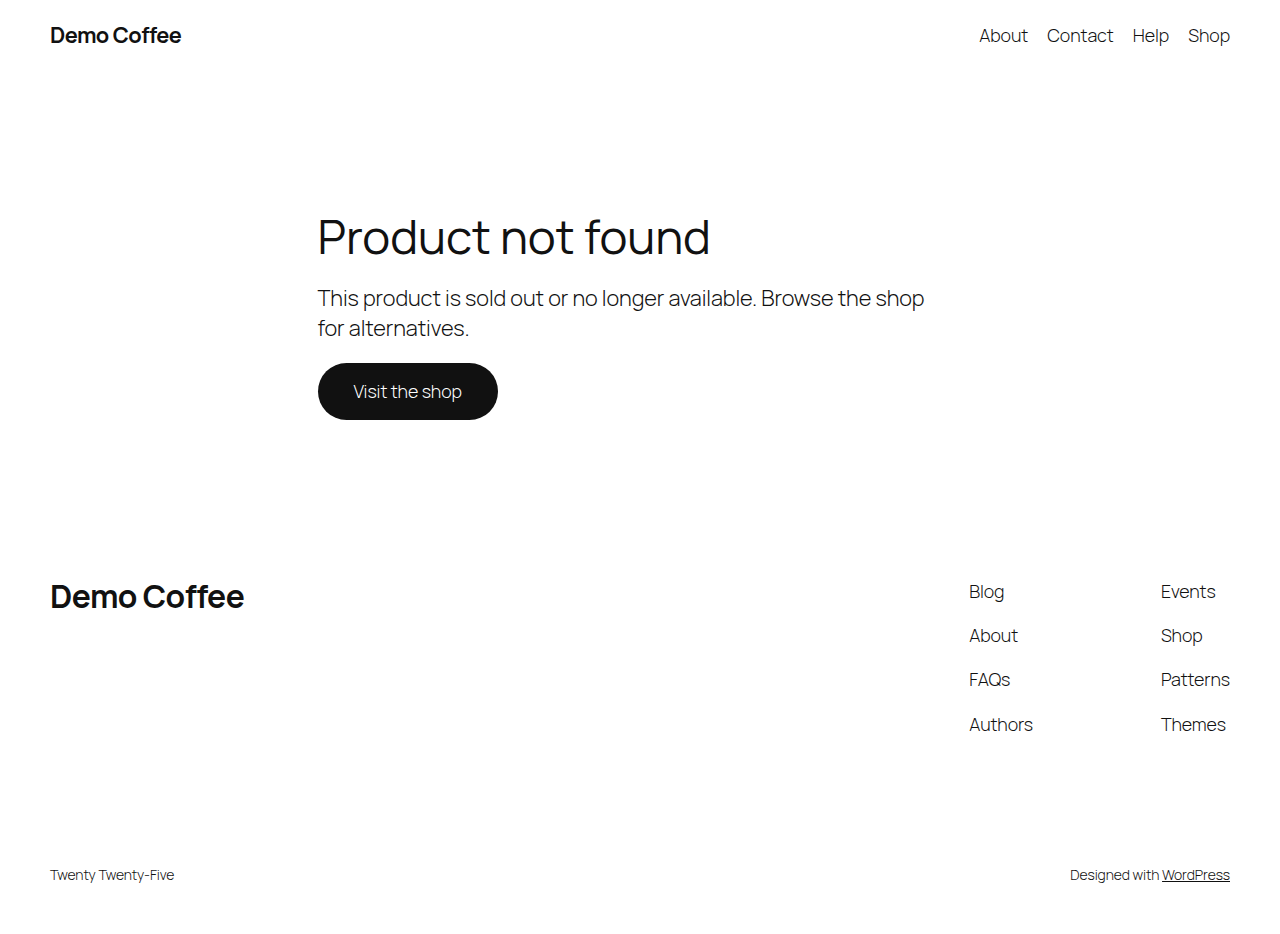 Demo Coffee
About Contact Help Shop
Product not found
This product is sold out or no longer available. Browse the shop
for alternatives.
Visit the shop
Demo Coffee
Blog
About
FAQs
Authors
Events
Shop
Patterns
Themes
Twenty Twenty-Five
Designed with WordPress